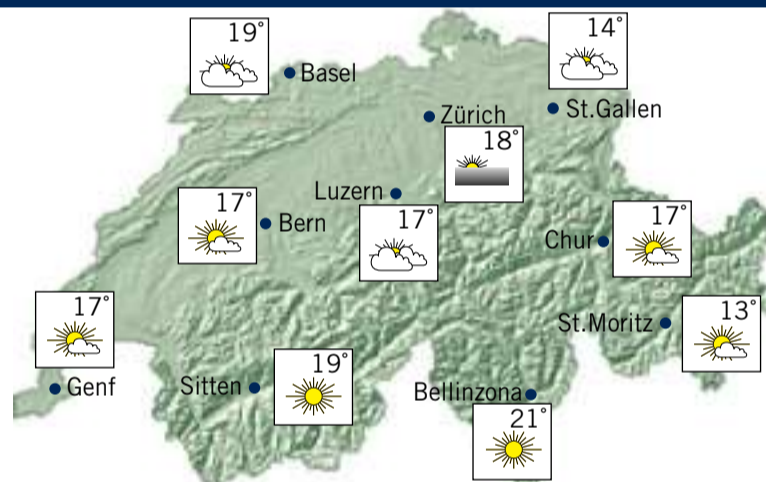 19°
Basel
14°
St.Gallen
Zürich
18°
Luzern
17°
Bern
17°
Chur
17°
St.Moritz
13°
17°
Genf
Sitten
19°
Bellinzona
21°